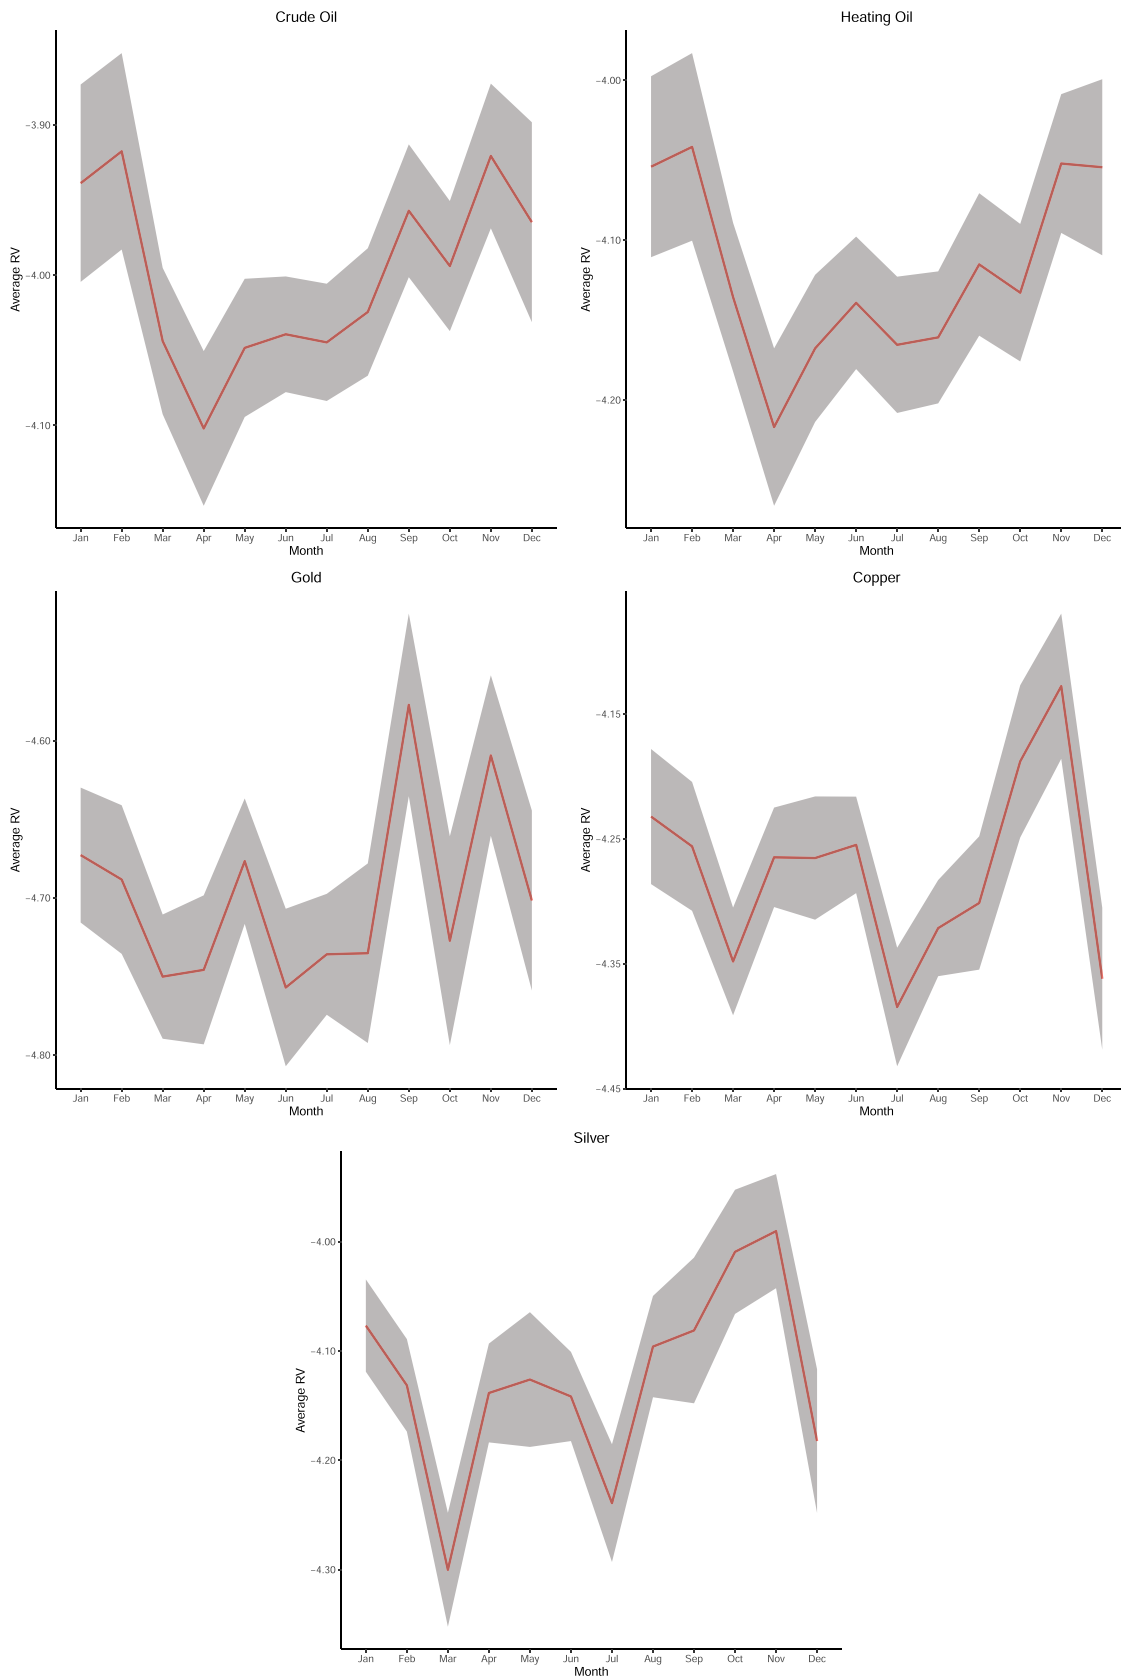 Crude Oil
Average RV
−3.90
−4.00
−4.10
Jan Feb Mar Apr May Jun Jul Aug Sep Oct Nov Dec
Month
Heating Oil
Average RV
−4.00
−4.10
−4.20
Jan Feb Mar Apr May Jun Jul Aug Sep Oct Nov Dec
Month
Gold
Average RV
−4.60
−4.70
−4.80
Jan Feb Mar Apr May Jun Jul Aug Sep Oct Nov Dec
Month
Copper
Average RV
−4.15
−4.25
−4.35
−4.45
Jan Feb Mar Apr May Jun Jul Aug Sep Oct Nov Dec
Month
Silver
Average RV
−4.00
−4.10
−4.20
−4.30
Jan Feb Mar Apr May Jun Jul Aug Sep Oct Nov Dec
Month